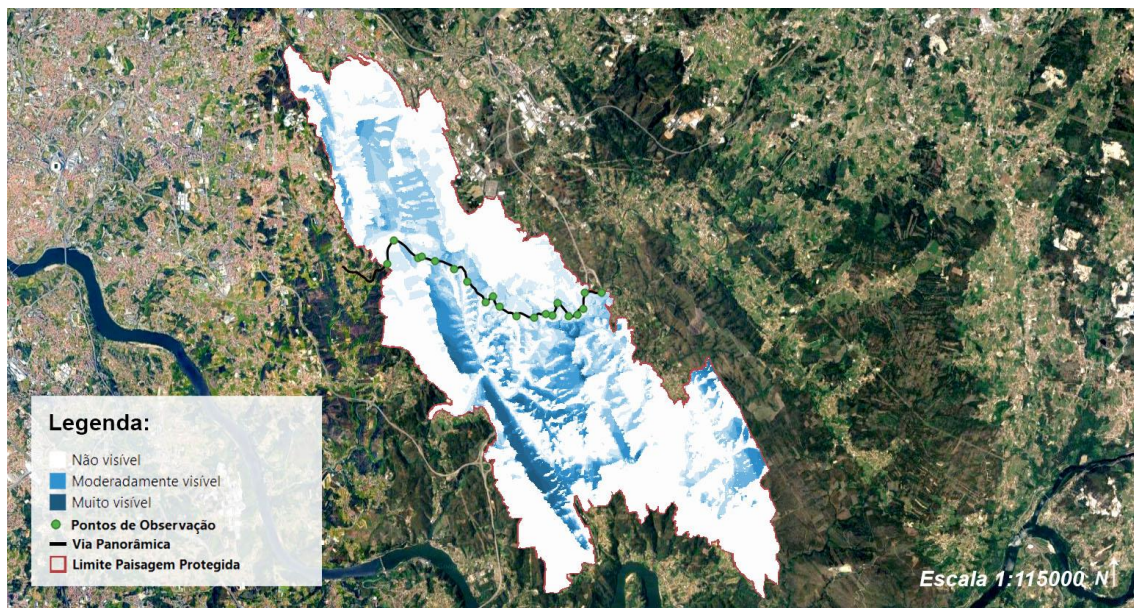 Legenda:
Não visível
Moderadamente visível
Muito visível
Pontos de Observação
Via Panorâmica
Limite Paisagem Protegida
Escala 1:115000 N